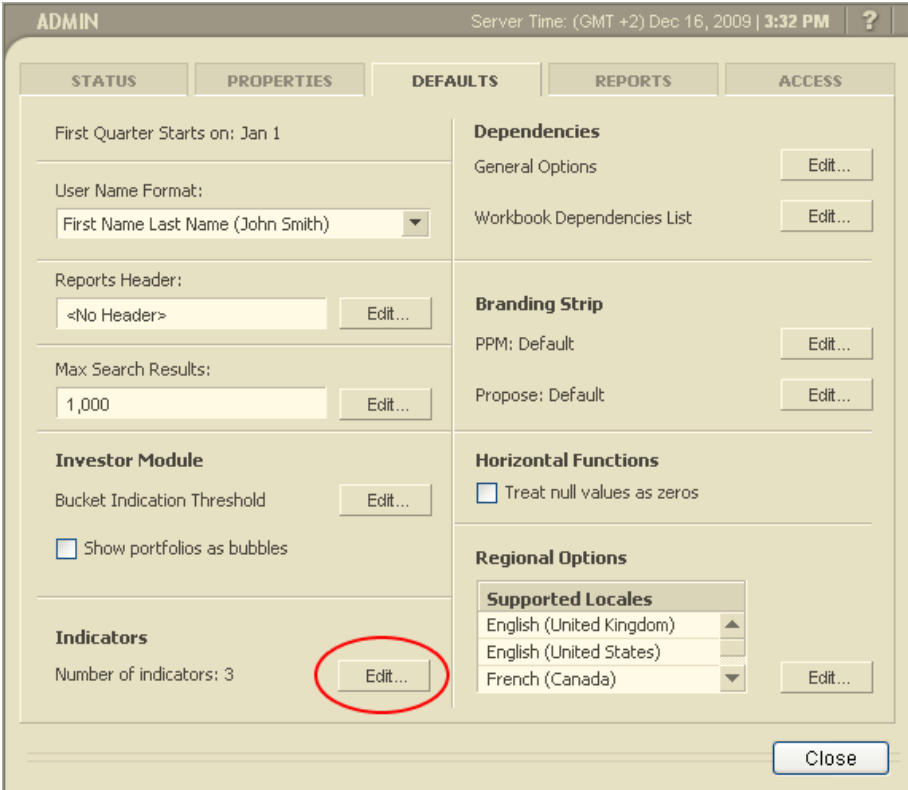 ADMIN
Server Time: (GMT +2) Dec 16, 2009 | 3:32 PM ?
STATUS PROPERTIES DEFAULTS REPORTS ACCESS
First Quarter Starts on: Jan 1
User Name Format:
First Name Last Name (John Smith)
Reports Header:
<No Header> Edit...
Max Search Results:
1,000 Edit...
Investor Module
Bucket Indication Threshold Edit...
Show portfolios as bubbles
Indicators
Number of indicators: 3 Edit...
Dependencies
General Options Edit...
Workbook Dependencies List Edit...
Branding Strip
PPM: Default Edit...
Propose: Default Edit...
Horizontal Functions
Treat null values as zeros
Regional Options
Supported Locales
English (United Kingdom)
English (United States)
French (Canada) Edit...
Close